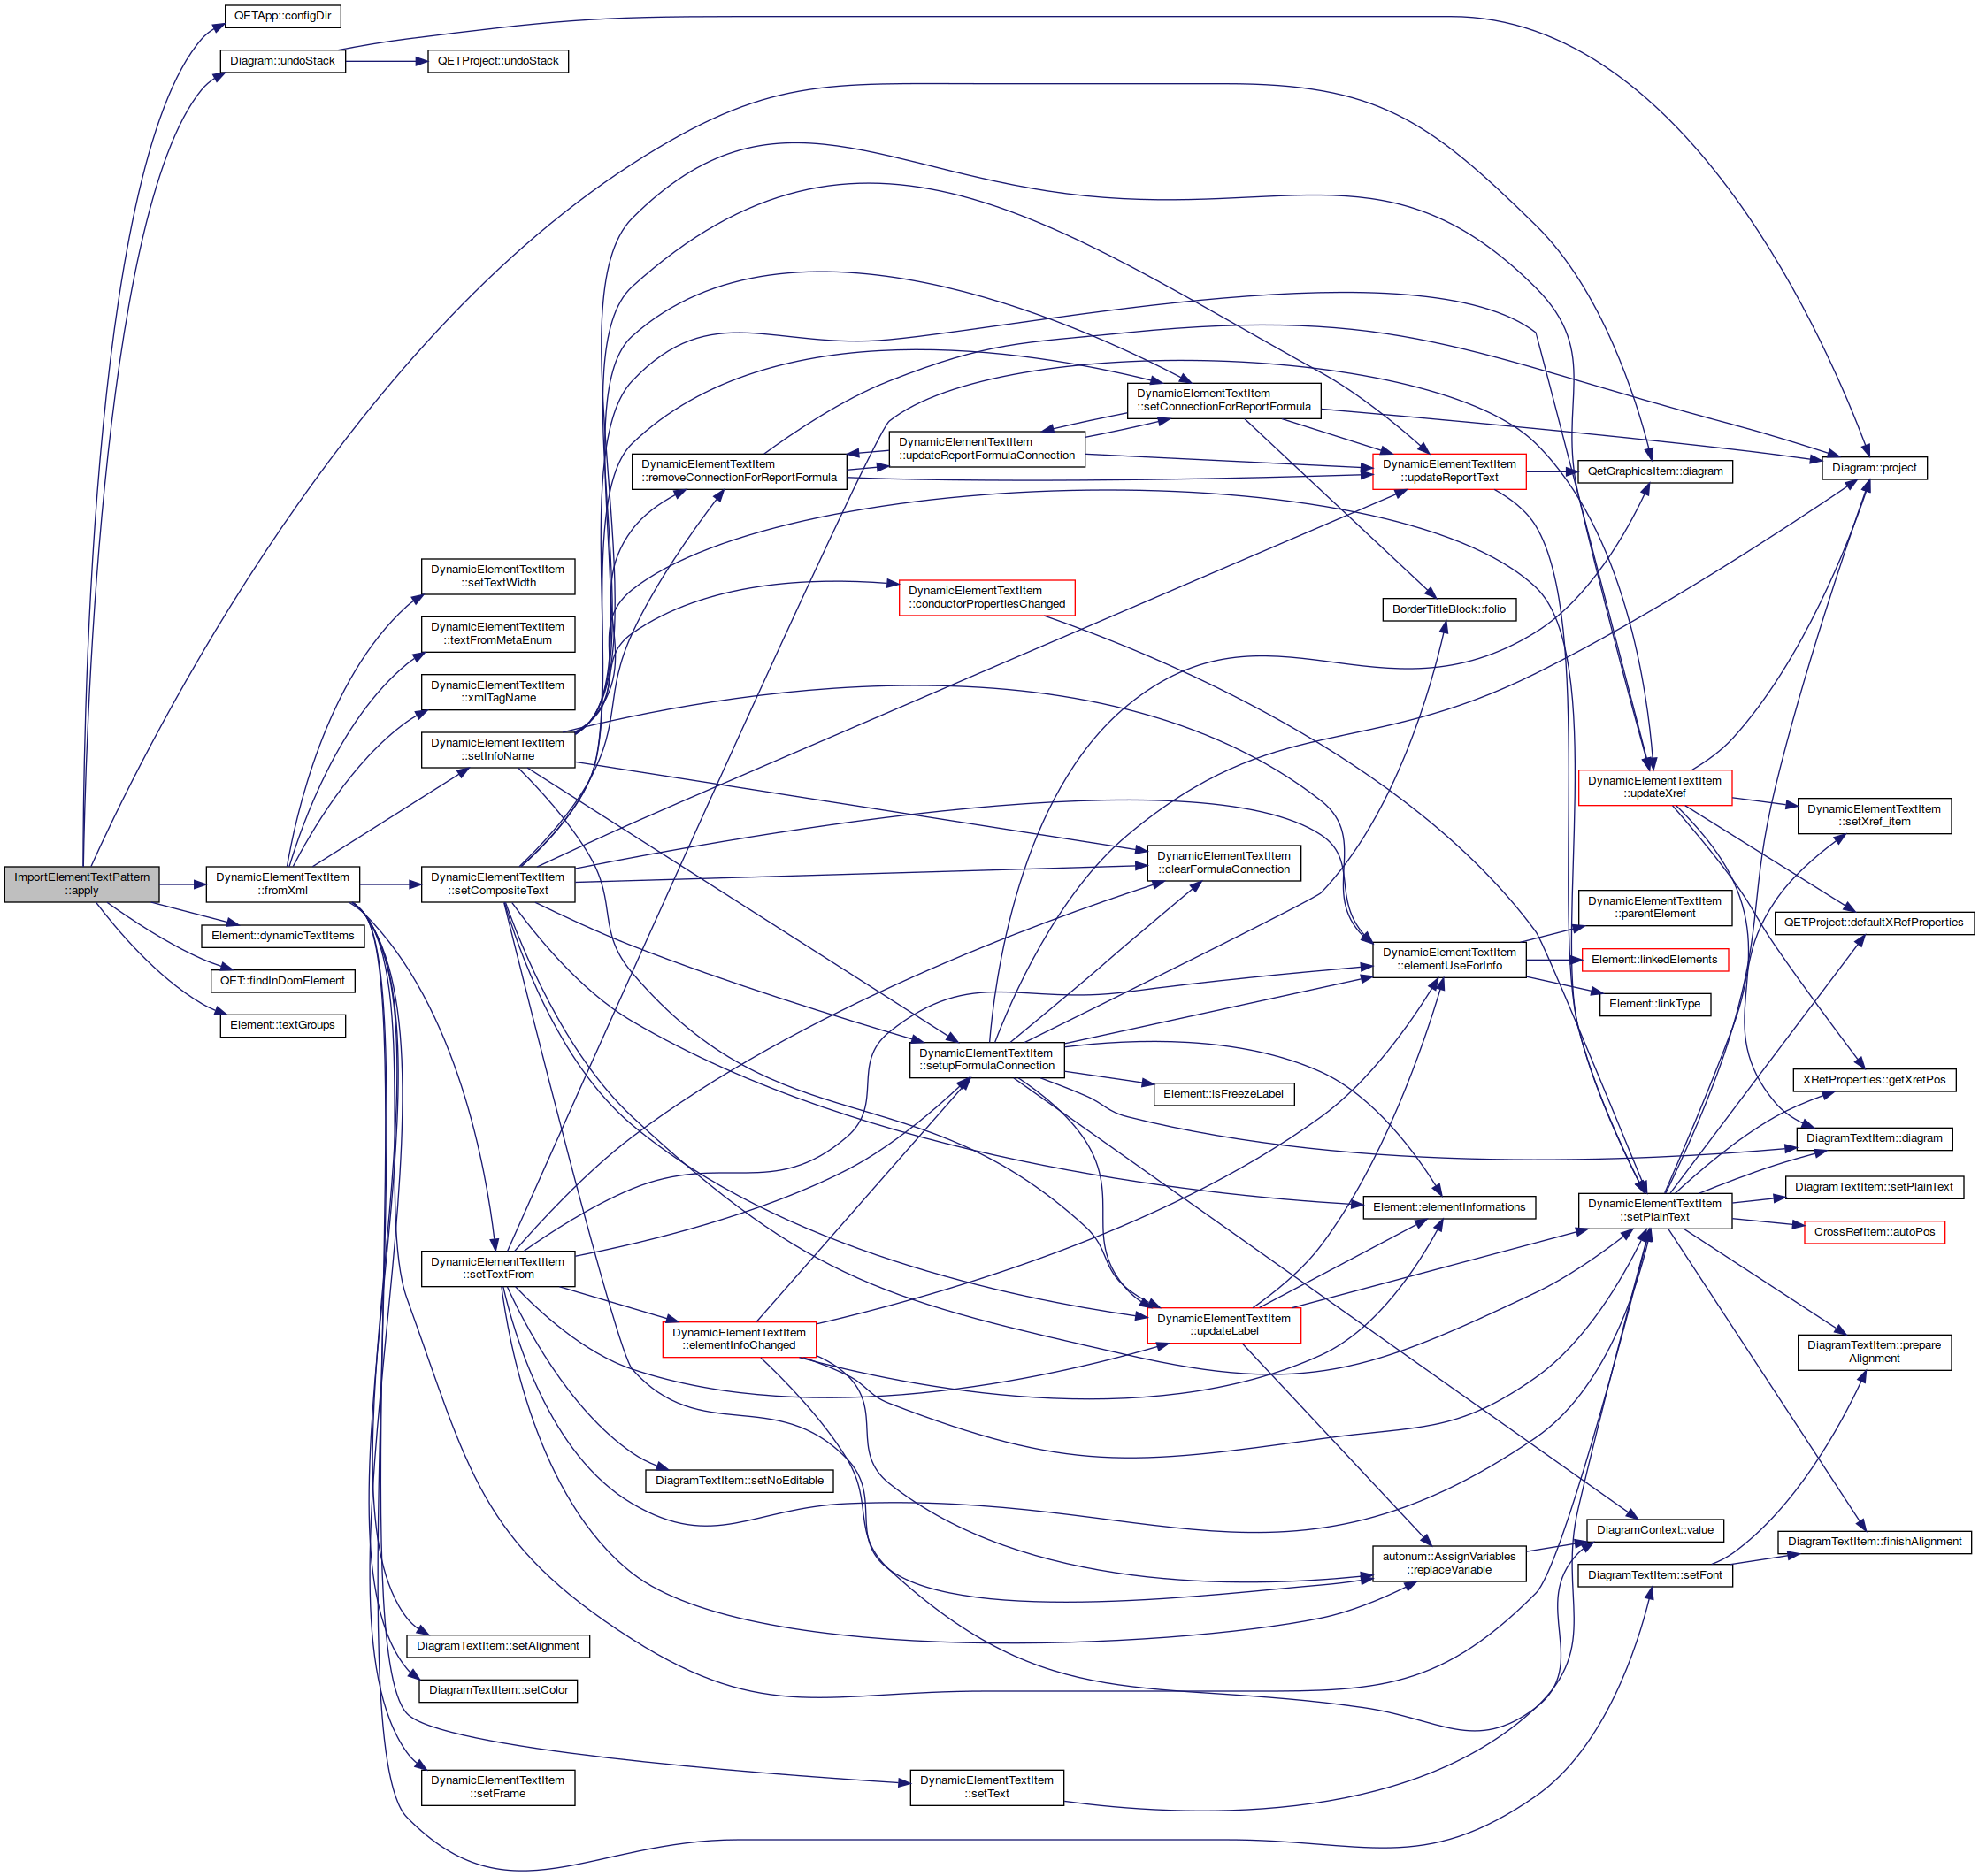 QETApp::configDir
Diagram::undoStack
QETProject::undoStack
DynamicElementTextItem
::setConnectionForReportFormula
DynamicElementTextItem
::updateReportFormulaConnection
DynamicElementTextItem
::removeConnectionForReportFormula
DynamicElementTextItem
::updateReportText
QetGraphicsItem::diagram
Diagram::project
DynamicElementTextItem
::setTextWidth
DynamicElementTextItem
::conductorPropertiesChanged
BorderTitleBlock::folio
DynamicElementTextItem
::textFromMetaEnum
DynamicElementTextItem
::xmlTagName
DynamicElementTextItem
::setInfoName
DynamicElementTextItem
::updateXref
DynamicElementTextItem
::setXref_item
ImportElementTextPattern
::apply
DynamicElementTextItem
::fromXml
DynamicElementTextItem
::setCompositeText
DynamicElementTextItem
::clearFormulaConnection
DynamicElementTextItem
::parentElement
QETProject::defaultXRefProperties
Element::dynamicTextItems
DynamicElementTextItem
::elementUseForInfo
Element::linkedElements
QET::findInDomElement
Element::linkType
Element::textGroups
DynamicElementTextItem
::setupFormulaConnection
Element::isFreezeLabel
XRefProperties::getXrefPos
DiagramTextItem::diagram
DiagramTextItem::setPlainText
Element::elementInformations
DynamicElementTextItem
::setPlainText
CrossRefItem::autoPos
DynamicElementTextItem
::setTextFrom
DynamicElementTextItem
::elementInfoChanged
DynamicElementTextItem
::updateLabel
DiagramTextItem::prepare
Alignment
DiagramTextItem::setNoEditable
DiagramContext::value
DiagramTextItem::finishAlignment
autonum::AssignVariables
::replaceVariable
DiagramTextItem::setFont
DiagramTextItem::setAlignment
DiagramTextItem::setColor
DynamicElementTextItem
::setFrame
DynamicElementTextItem
::setText